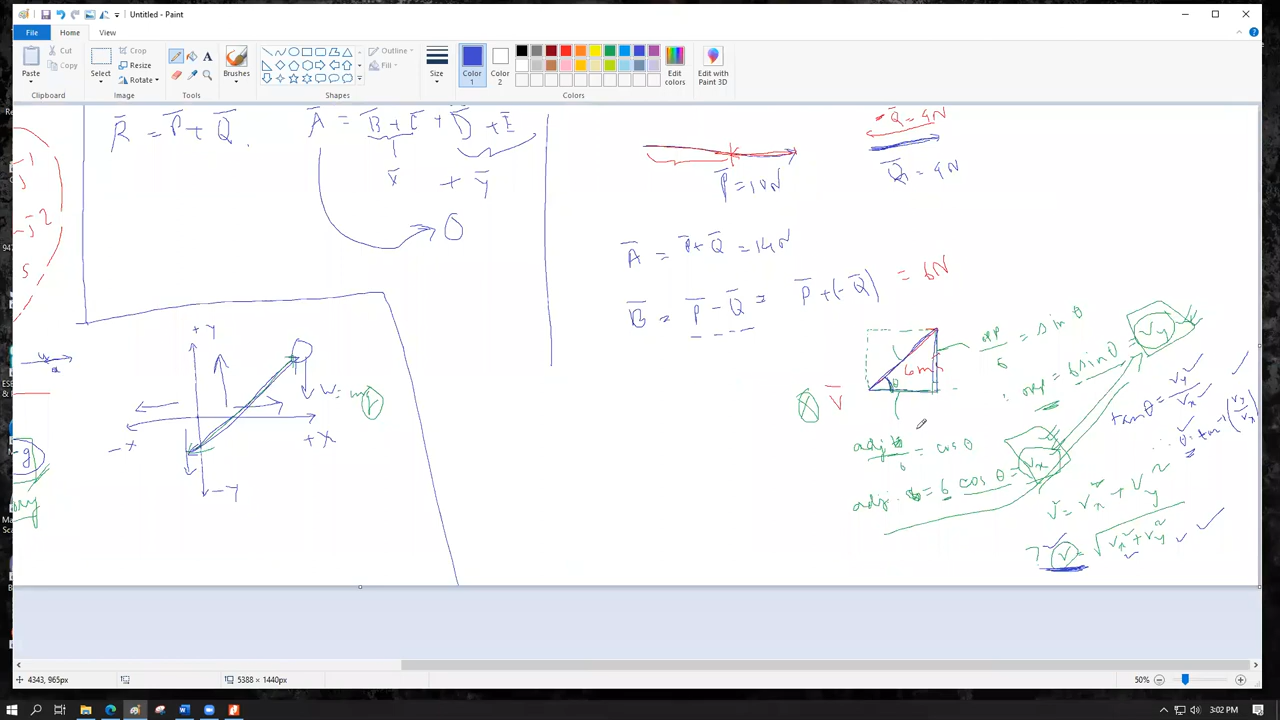 Untitled - Paint
File
Home
View
Paste
Cut
Copy
Clipboard
Select
Crop
Resize
Rotate
Image
Tools
Brushes
Shapes
Outline
Fill
Size
Color 1
Color 2
Colors
Edit colors
Edit with Paint 3D
R̄ = P̄ + Q̄
Ā = B̄ + C̄ + D̄ + Ē
x̄ + ȳ
0
P̄ = 10N
-Q̄ = 4N
Q̄ = 4N
Ā = P̄ + Q̄ = 14N
B̄ = P̄ - Q̄ = P̄ + (-Q̄) = 6N
+Y
-X
+X
-Y
W = mg
g
V̄
θ
opp/6 = sin θ
∴ opp = 6 sin θ = Vy
adj/6 = cos θ
adj. = 6 cos θ = Vx
tan θ = Vy/Vx
∴ θ = tan⁻¹(Vy/Vx)
V² = Vx² + Vy²
V = √Vx² + Vy²
4343, 965px
5388 × 1440px
50%
3:02 PM